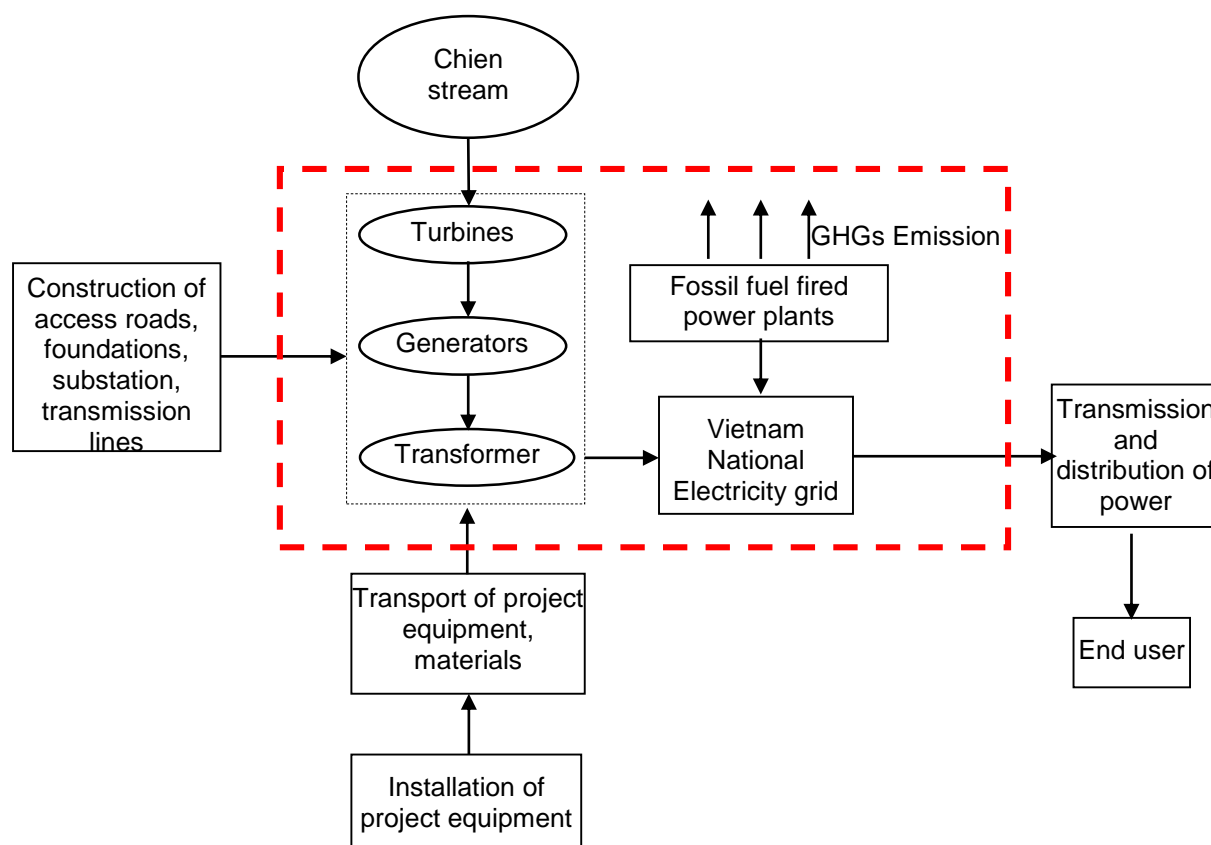 Chien
stream
Turbines
GHGs Emission
Construction of
access roads,
foundations,
substation,
transmission
lines
Fossil fuel fired
power plants
Generators
Transformer
Vietnam
National
Electricity grid
Transmission
and
distribution of
power
Transport of project
equipment,
materials
End user
Installation of
project equipment